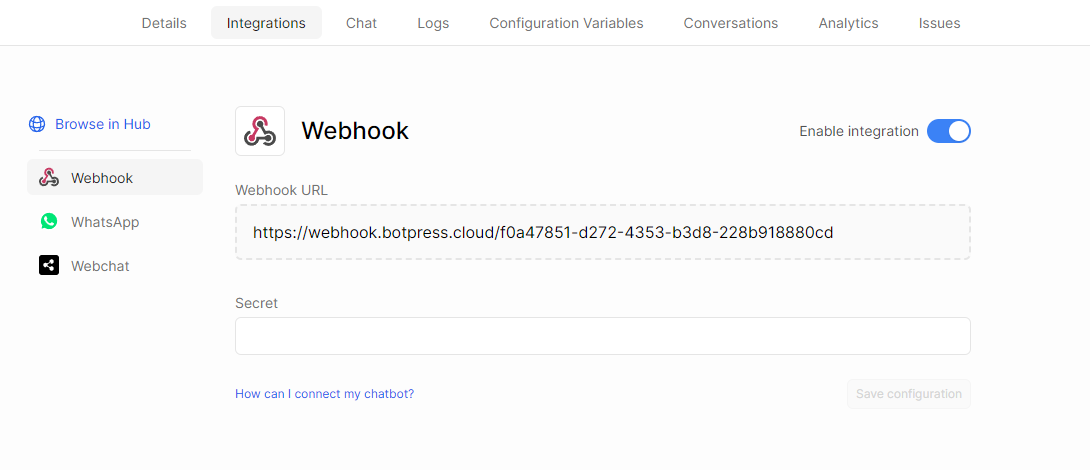 Details Integrations Chat Logs Configuration Variables Conversations Analytics Issues
Browse in Hub
Webhook
WhatsApp
Webchat
Webhook
Enable integration
Webhook URL
https://webhook.botpress.cloud/f0a47851-d272-4353-b3d8-228b918880cd
Secret
How can I connect my chatbot?
Save configuration